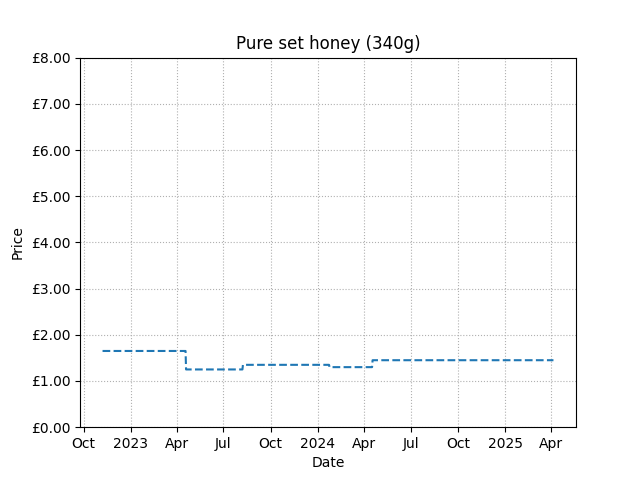 Pure set honey (340g)
£8.00
£7.00
£6.00
£5.00
£4.00
£3.00
£2.00
£1.00
£0.00
Price
Oct 2023 Apr Jul Oct 2024 Apr Jul Oct 2025 Apr
Date